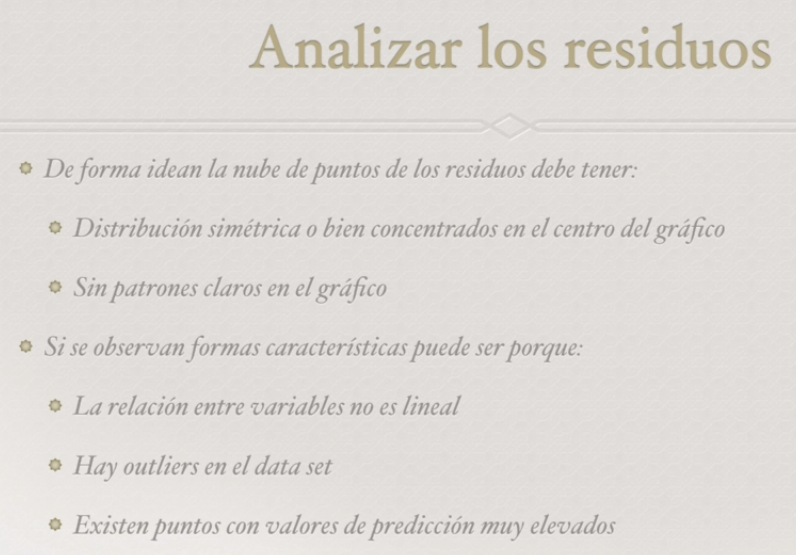 Analizar los residuos
De forma idean la nube de puntos de los residuos debe tener:
Distribución simétrica o bien concentrados en el centro del gráfico
Sin patrones claros en el gráfico
Si se observan formas características puede ser porque:
La relación entre variables no es lineal
Hay outliers en el data set
Existen puntos con valores de predicción muy elevados